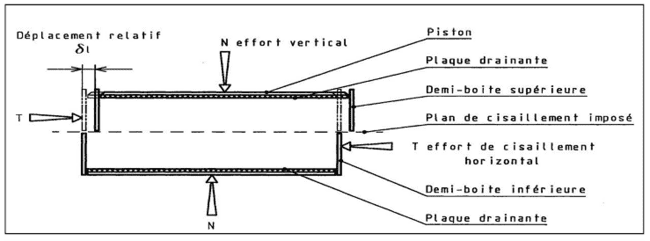 Déplacement relatif
δl
N effort vertical
Piston
Plaque drainante
Demi-boite supérieure
Plan de cisaillement imposé
T
T effort de cisaillement
horizontal
Demi-boite inférieure
Plaque drainante
N